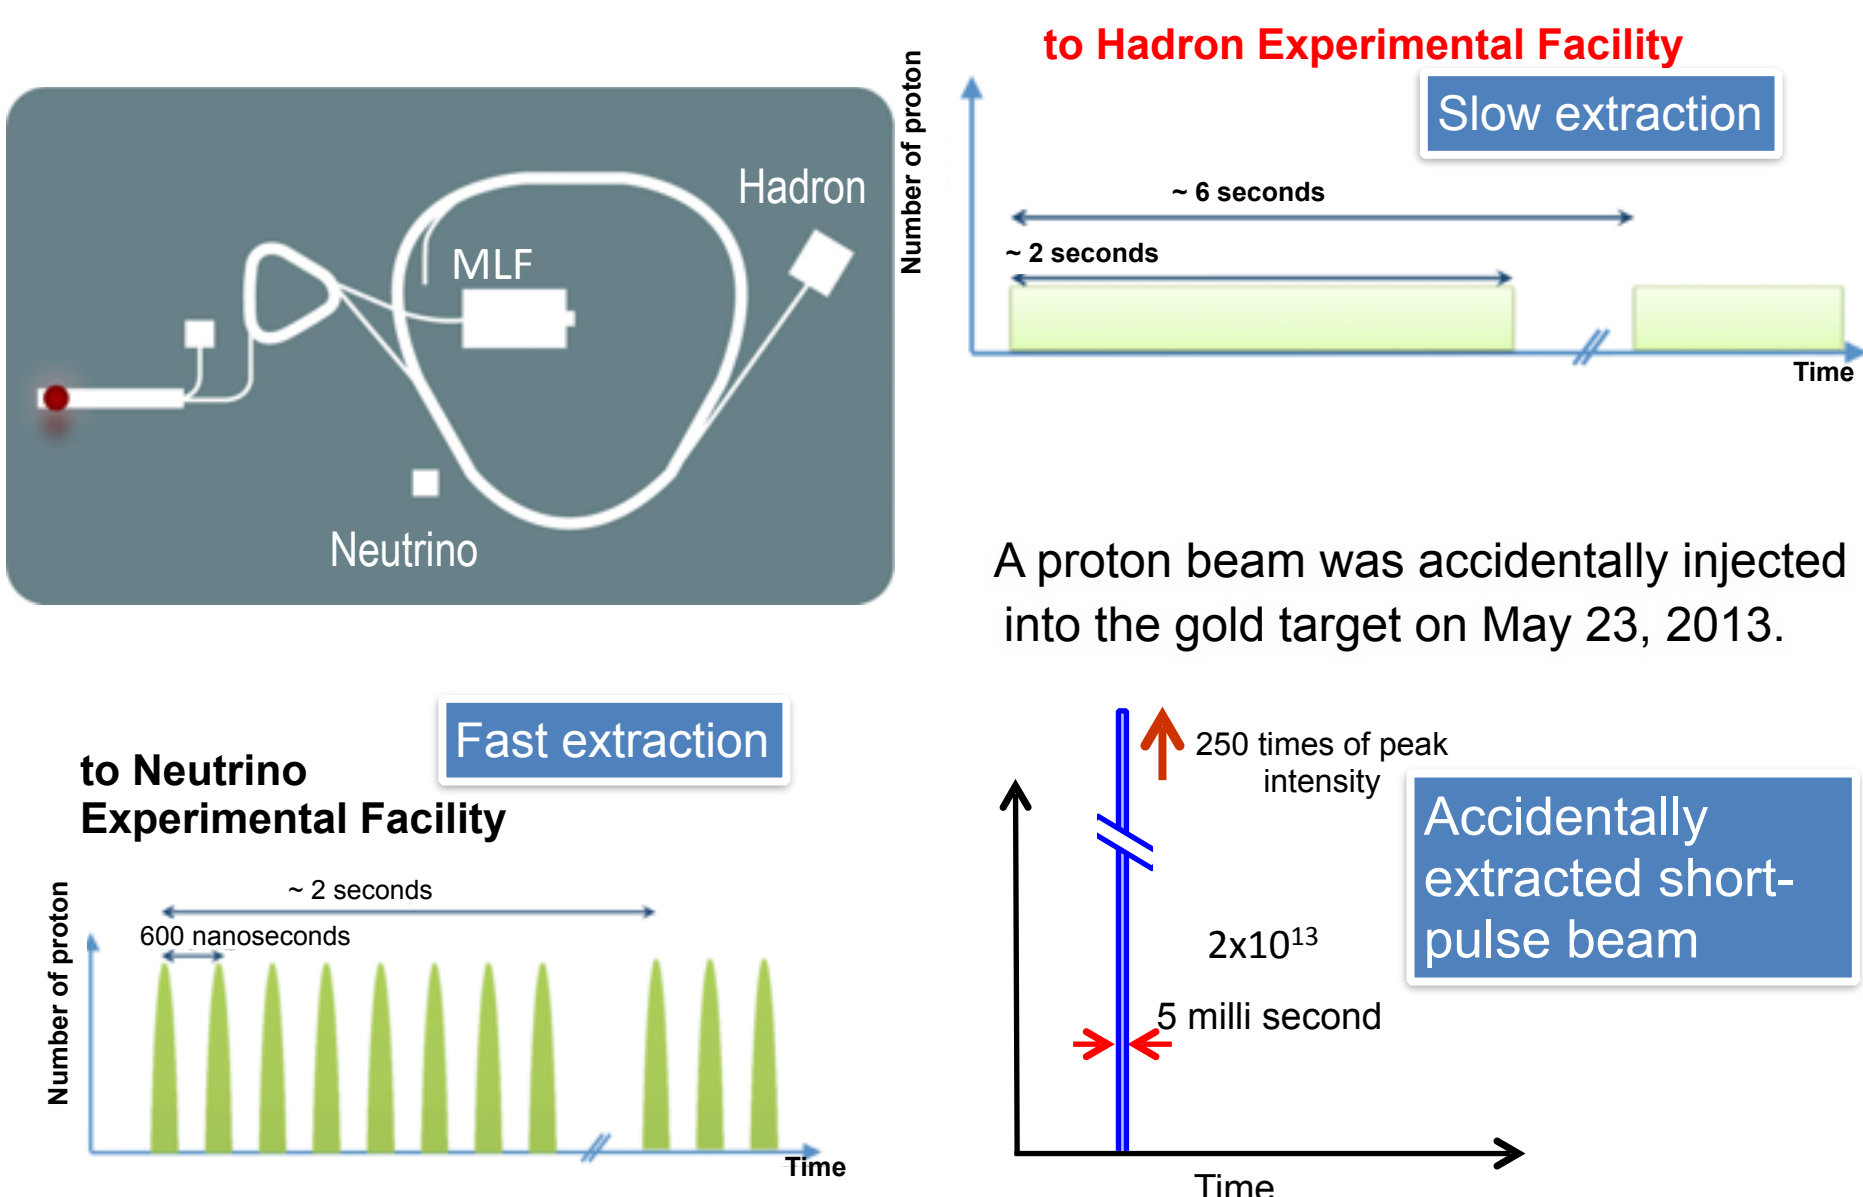 to Hadron Experimental Facility
Slow extraction
Number of proton
~ 6 seconds
~ 2 seconds
Time
Hadron
MLF
Neutrino
A proton beam was accidentally injected
into the gold target on May 23, 2013.
Fast extraction
to Neutrino
Experimental Facility
~ 2 seconds
600 nanoseconds
Number of proton
Time
250 times of peak
intensity
Accidentally
extracted short-
pulse beam
2x10¹³
5 milli second
Time